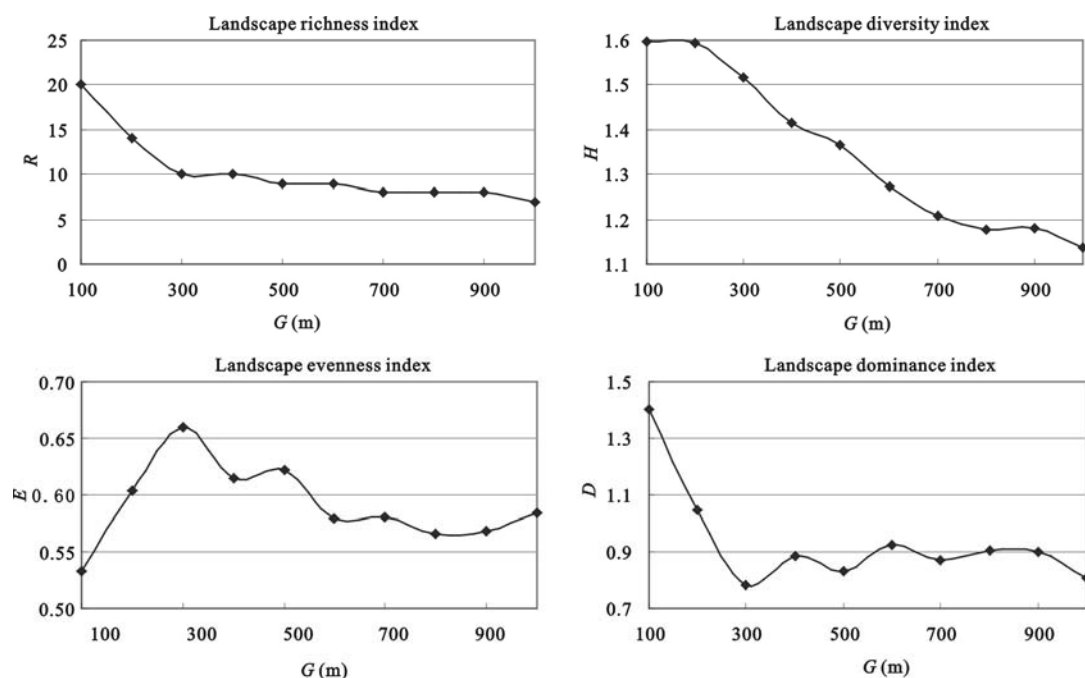 Landscape richness index
25
20
15
10
5
0
R
100 300 500 700 900
G (m)
Landscape diversity index
1.6
1.5
1.4
1.3
1.2
1.1
H
100 300 500 700 900
G (m)
Landscape evenness index
0.70
0.65
0.60
0.55
0.50
E
100 300 500 700 900
G (m)
Landscape dominance index
1.5
1.3
1.1
0.9
0.7
D
100 300 500 700 900
G (m)